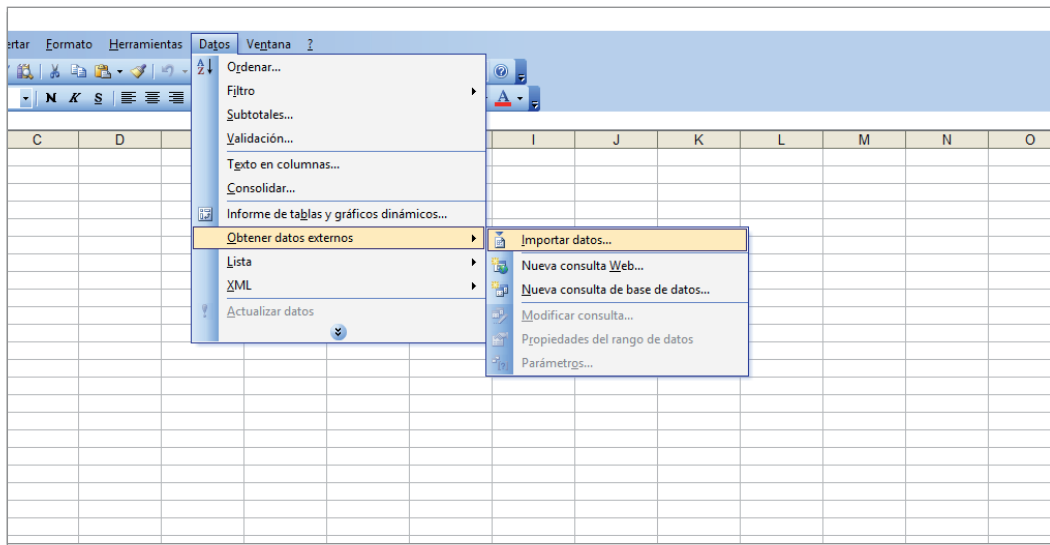 ertar Formato Herramientas Datos Ventana ?
N K S A
C D I J K L M N O
Ordenar...
Filtro
Subtotales...
Validación...
Texto en columnas...
Consolidar...
Informe de tablas y gráficos dinámicos...
Obtener datos externos
Lista
XML
Actualizar datos
Importar datos...
Nueva consulta Web...
Nueva consulta de base de datos...
Modificar consulta...
Propiedades del rango de datos
Parámetros...